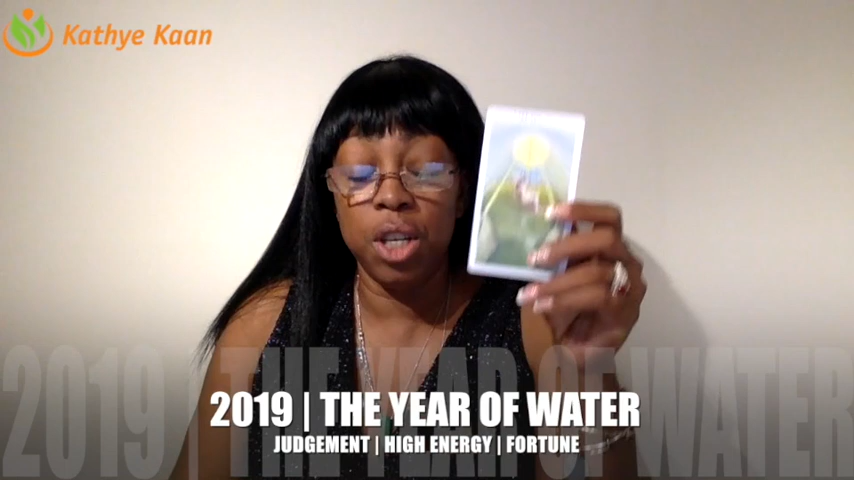 Kathye Kaan
2019 | THE YEAR OF WATER
2019 | THE YEAR OF WATER
JUDGEMENT | HIGH ENERGY | FORTUNE